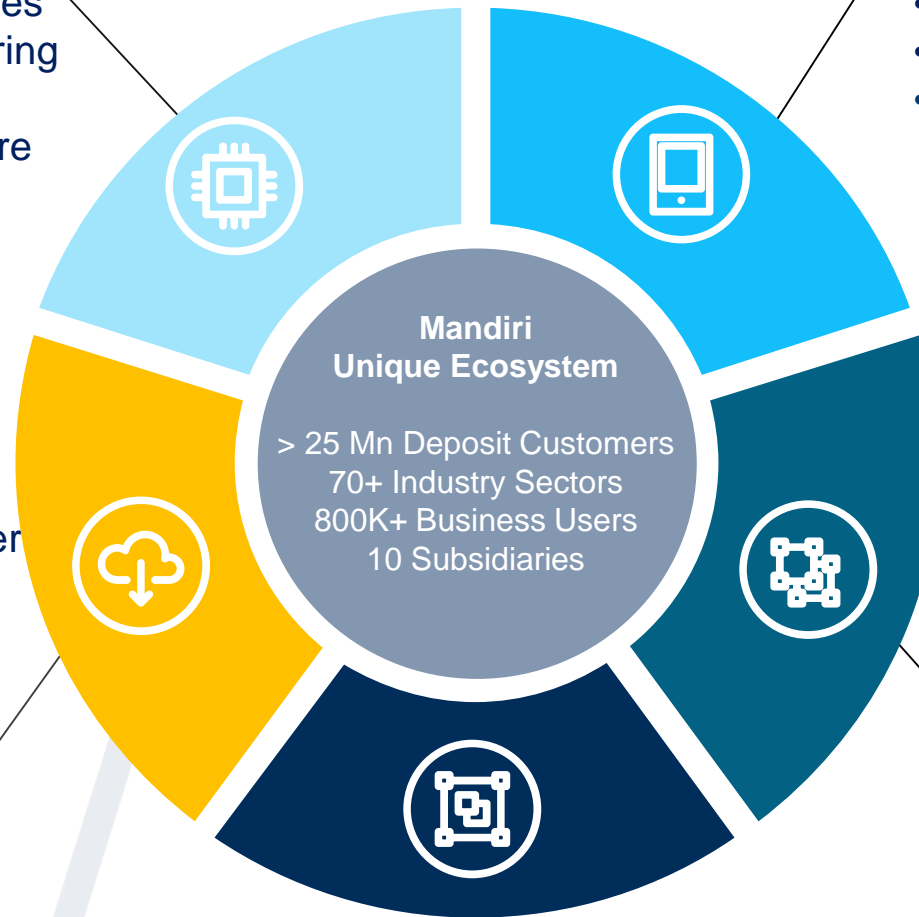 Mandiri
Unique Ecosystem
> 25 Mn Deposit Customers
70+ Industry Sectors
800K+ Business Users
10 Subsidiaries